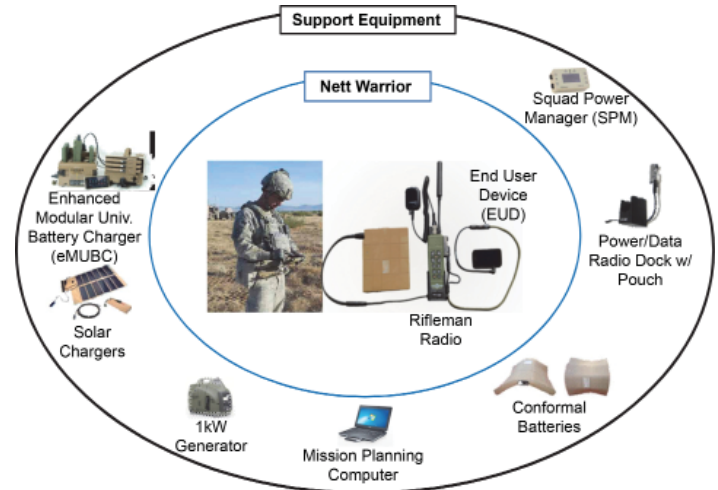 Support Equipment
Nett Warrior
Squad Power
Manager (SPM)
End User
Device
(EUD)
Enhanced
Modular Univ.
Battery Charger
(eMUBC)
Power/Data
Radio Dock w/
Pouch
Solar
Chargers
Rifleman
Radio
1kW
Generator
Mission Planning
Computer
Conformal
Batteries